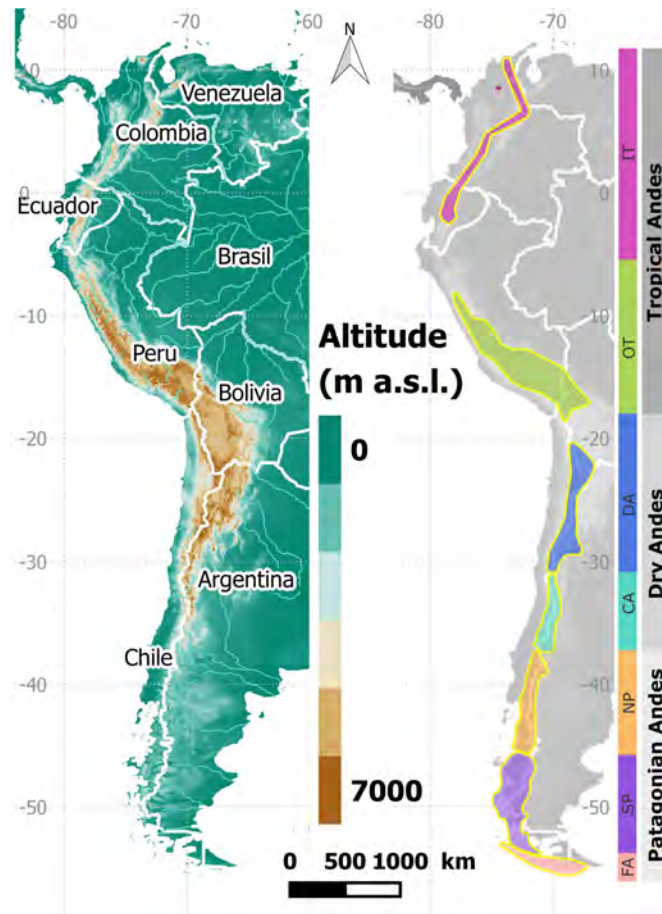 -80 -70 -60
N
-80 -70
10
Venezuela
Colombia
0
Ecuador
Brasil
-10
Peru
Bolivia
-20
-30
Argentina
Chile
-40
-50
Altitude
(m a.s.l.)
0
7000
0 500 1000 km
10
0
-10
-20
-30
-40
-50
IT
OT
DA
CA
NP
SP
FA
Tropical Andes
Dry Andes
Patagonian Andes